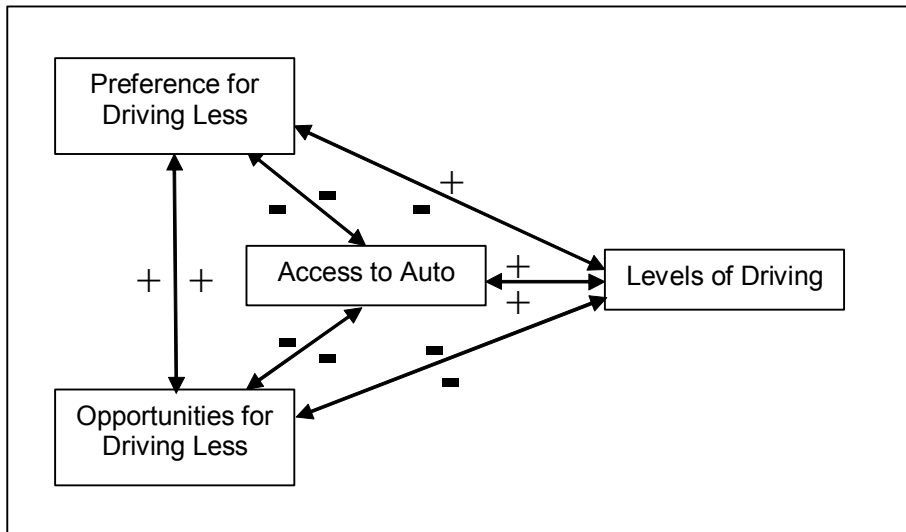 Preference for
Driving Less
+
-
-
-
Access to Auto
+
+
Levels of Driving
+ +
-
-
-
-
Opportunities for
Driving Less